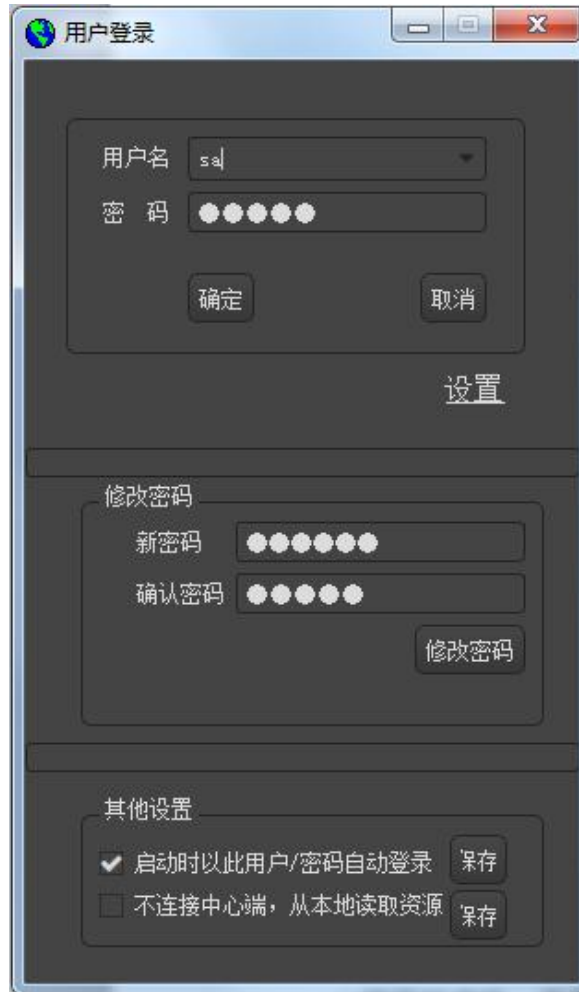 用户登录
用户名 sa
密 码 ●●●●●
确定 取消
设置
修改密码
新密码 ●●●●●●
确认密码 ●●●●●
修改密码
其他设置
启动时以此用户/密码自动登录 保存
不连接中心端，从本地读取资源 保存